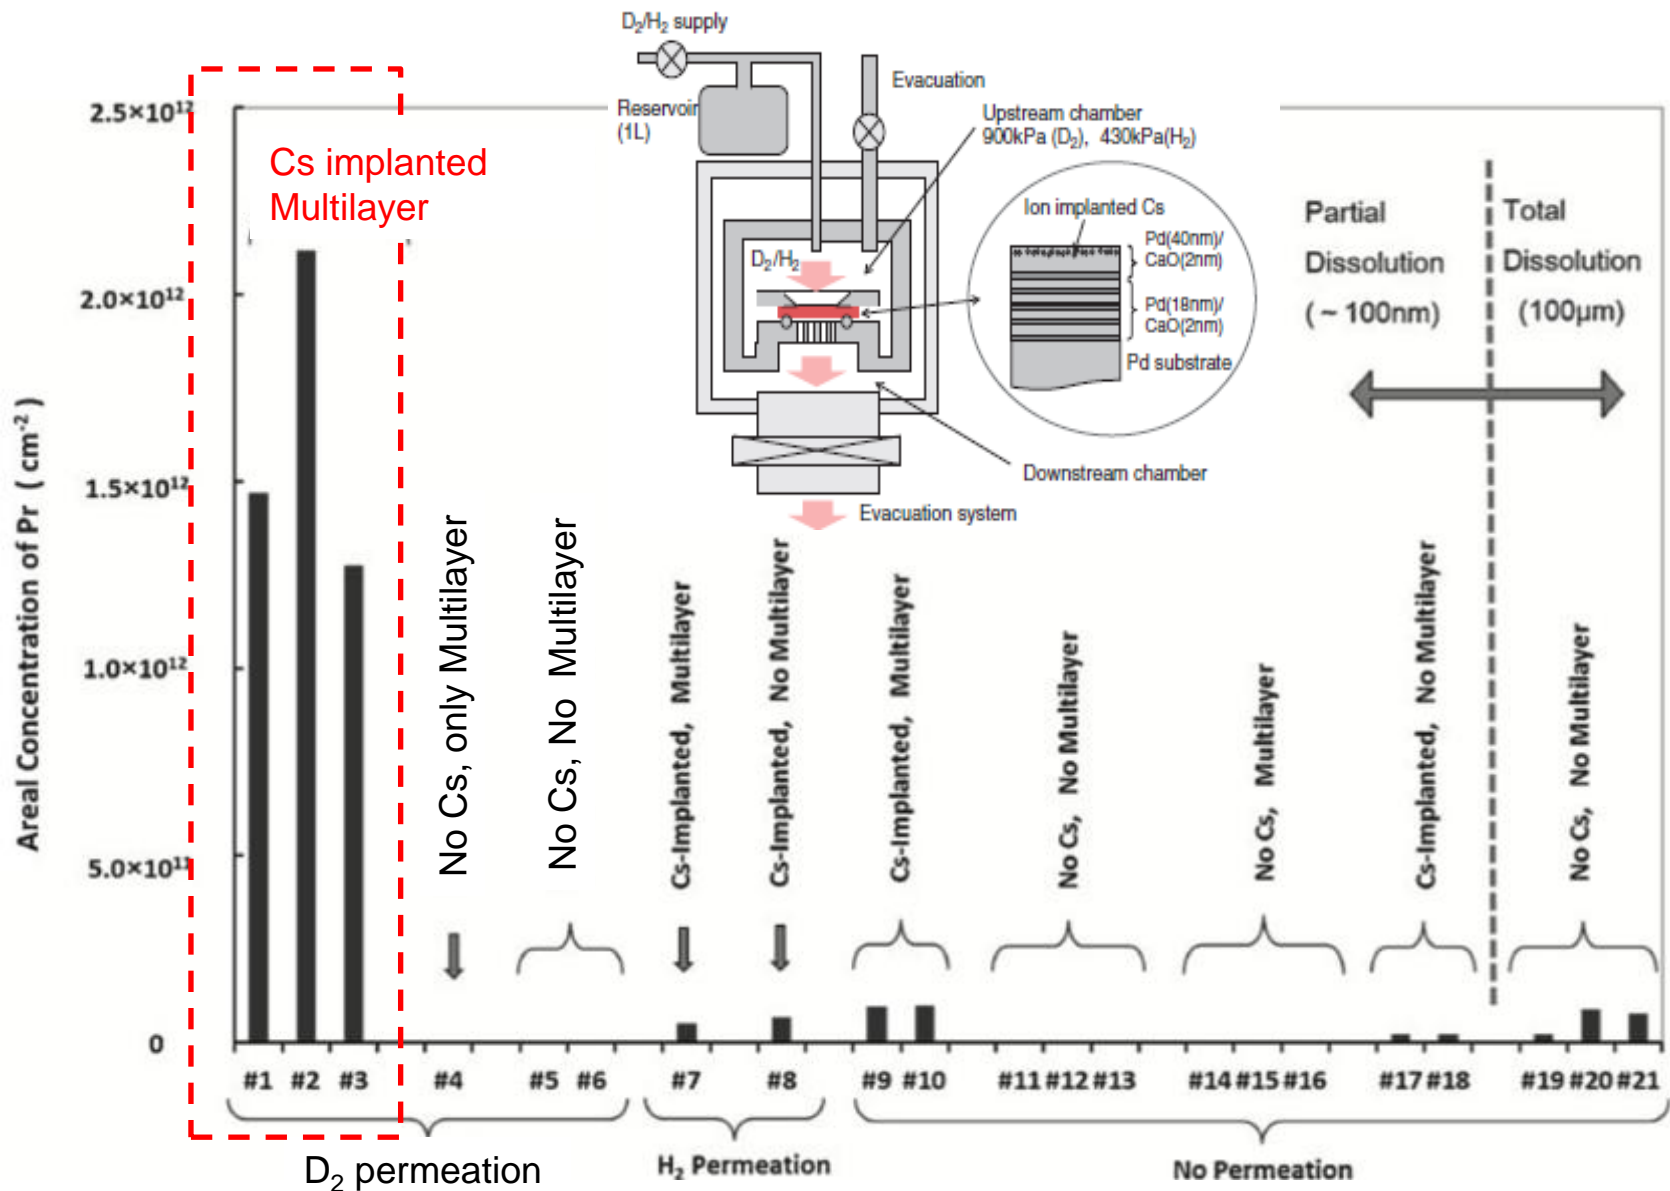 D₂/H₂ supply
Evacuation
Reservoir
(1L)
Upstream chamber
900kPa (D₂), 430kPa(H₂)
Ion implanted Cs
Pd(40nm)/
CaO(2nm)
Pd(18nm)/
CaO(2nm)
Pd substrate
D₂/H₂
Downstream chamber
Evacuation system
Cs implanted
Multilayer
Partial
Dissolution
( ~ 100nm)
Total
Dissolution
(100μm)
Areal Concentration of Pr ( cm⁻²)
2.5×10¹²
2.0×10¹²
1.5×10¹²
1.0×10¹²
5.0×10¹¹
0
No Cs, only Multilayer
No Cs, No Multilayer
Cs-Implanted, Multilayer
Cs-Implanted, No Multilayer
Cs-Implanted, Multilayer
No Cs, No Multilayer
No Cs, Multilayer
Cs-Implanted, No Multilayer
No Cs, No Multilayer
#1 #2 #3 #4 #5 #6 #7 #8 #9 #10 #11 #12 #13 #14 #15 #16 #17 #18 #19 #20 #21
D₂ permeation
H₂ Permeation
No Permeation